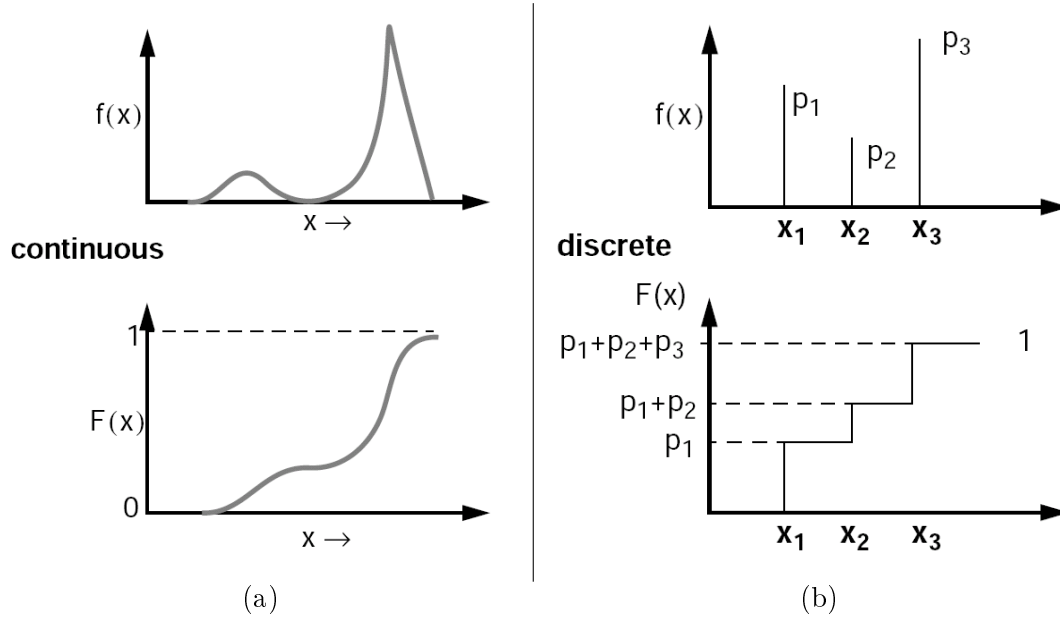 f(x)
x →
continuous
1
F(x)
0
x →
(a)
p1
p2
p3
f(x)
x1 x2 x3
discrete
F(x)
p1+p2+p3
1
p1+p2
p1
x1 x2 x3
(b)